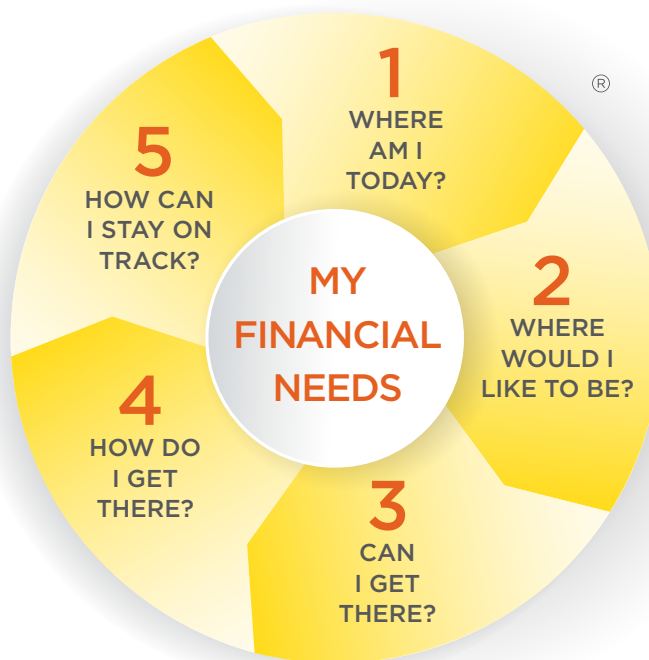 1
WHERE
AM I
TODAY?
®
2
WHERE
WOULD I
LIKE TO BE?
3
CAN
I GET
THERE?
4
HOW DO
I GET
THERE?
5
HOW CAN
I STAY ON
TRACK?
MY
FINANCIAL
NEEDS